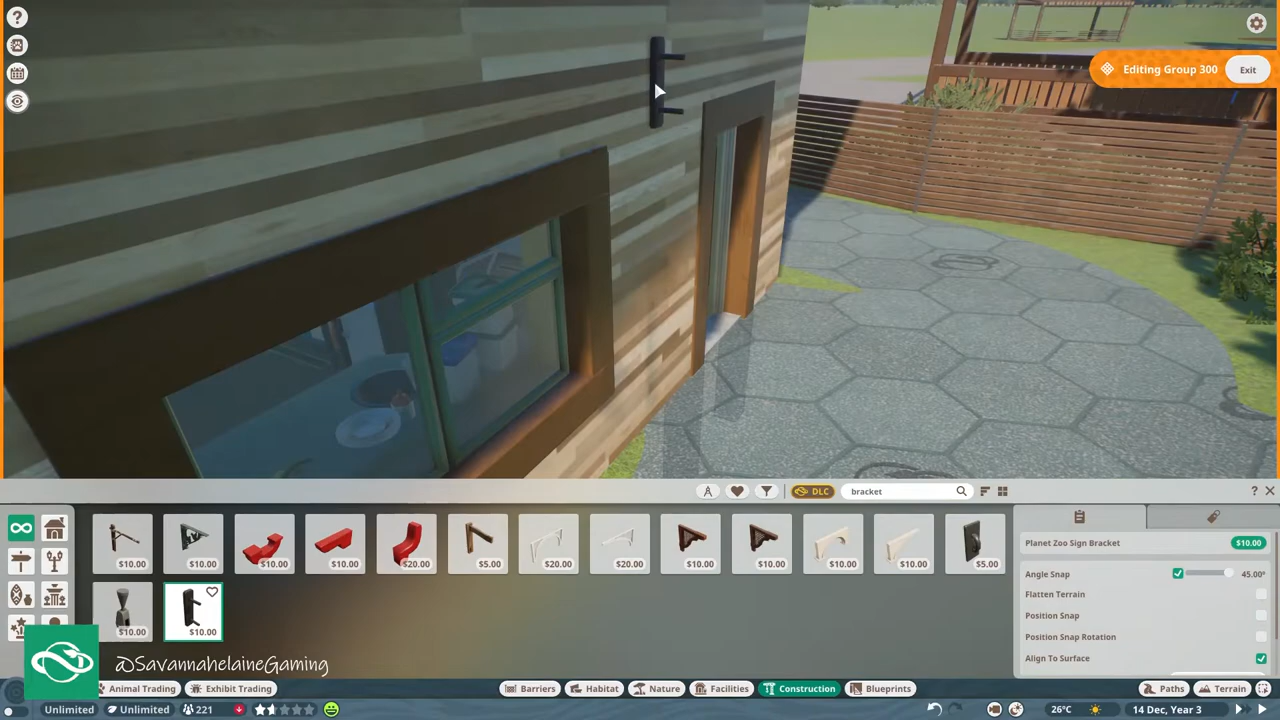 ?
Editing Group 300
Exit
DLC
bracket
?
$10.00
$10.00
$10.00
$10.00
$20.00
$5.00
$20.00
$20.00
$10.00
$10.00
$10.00
$10.00
$5.00
$10.00
$10.00
Planet Zoo Sign Bracket
$10.00
Angle Snap
45.00°
Flatten Terrain
Position Snap
Position Snap Rotation
Align To Surface
@SavannahelaineGaming
Animal Trading
Exhibit Trading
Barriers
Habitat
Nature
Facilities
Construction
Blueprints
Paths
Terrain
Unlimited
Unlimited
221
26°C
14 Dec, Year 3